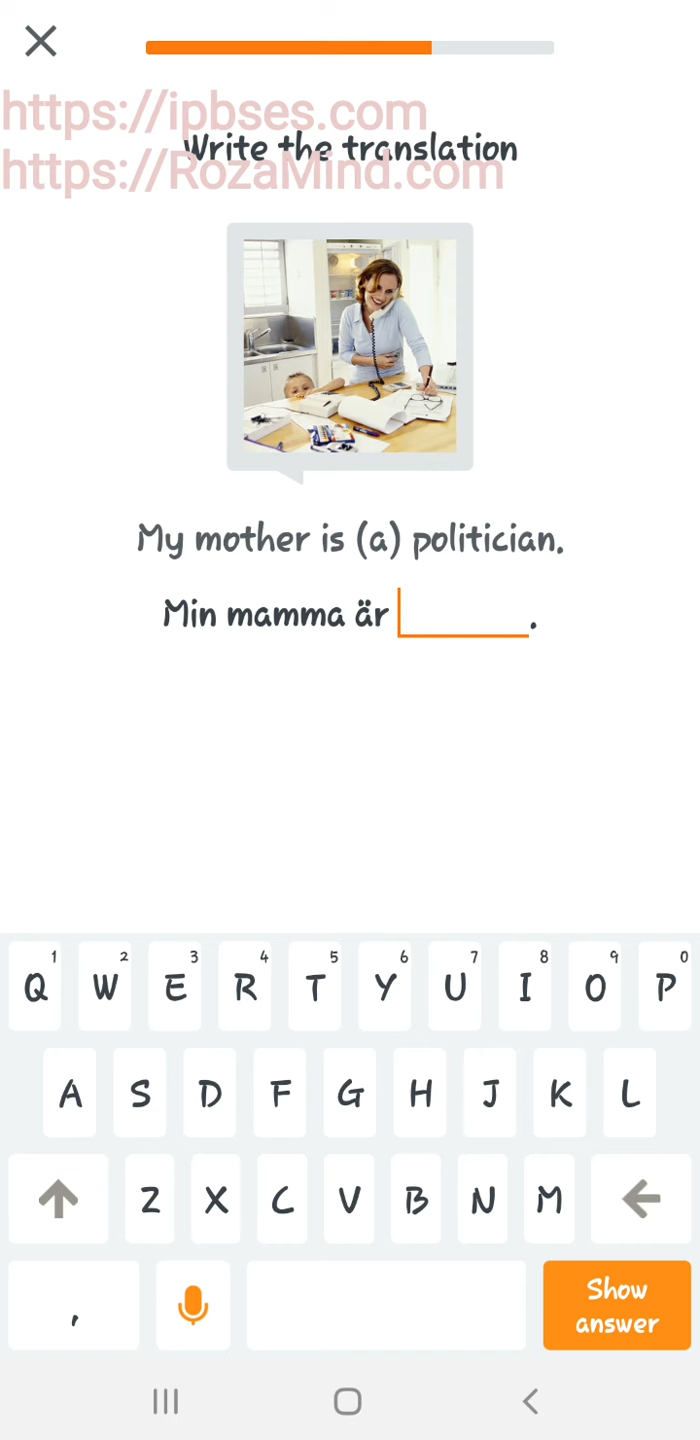 https://ipbses.com
Write the translation
https://RozaMind.com
My mother is (a) politician.
Min mamma är ______.
1 2 3 4 5 6 7 8 9 0
Q W E R T Y U I O P
A S D F G H J K L
Z X C V B N M
,
Show
answer